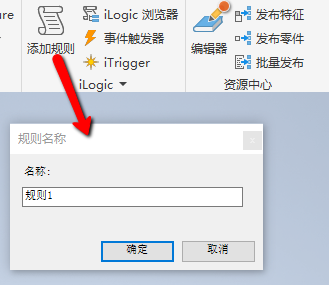 ure
iLogic 浏览器
发布特征
添加规则
事件触发器
编辑器
发布零件
iTrigger
批量发布
iLogic
资源中心
规则名称
名称:
规则1
确定
取消